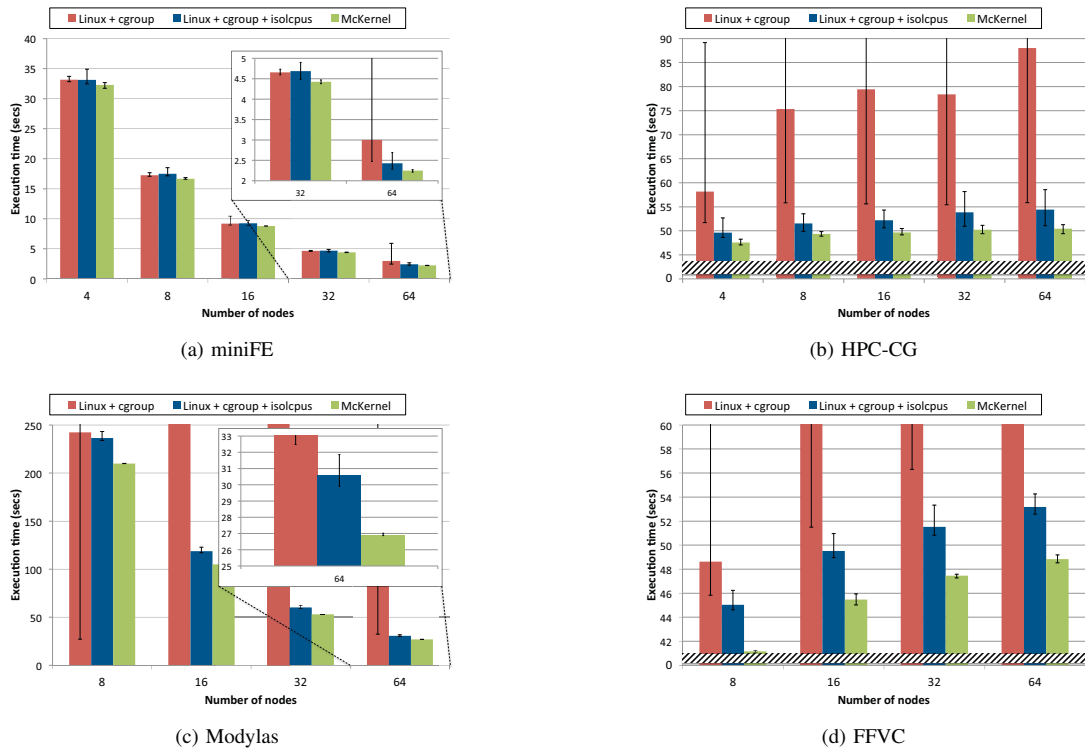 Linux + cgroup Linux + cgroup + isolcpus McKernel
Execution time (secs)
40
35
30
25
20
15
10
5
0
5
4.5
4
3.5
3
2.5
2
32 64
4 8 16 32 64
Number of nodes
(a) miniFE
Linux + cgroup Linux + cgroup + isolcpus McKernel
Execution time (secs)
90
85
80
75
70
65
60
55
50
45
0
4 8 16 32 64
Number of nodes
(b) HPC-CG
Linux + cgroup Linux + cgroup + isolcpus McKernel
Execution time (secs)
250
200
150
100
50
0
33
32
31
30
29
28
27
26
25
64
8 16 32 64
Number of nodes
(c) Modylas
Linux + cgroup Linux + cgroup + isolcpus McKernel
Execution time (secs)
60
58
56
54
52
50
48
46
44
42
0
8 16 32 64
Number of nodes
(d) FFVC